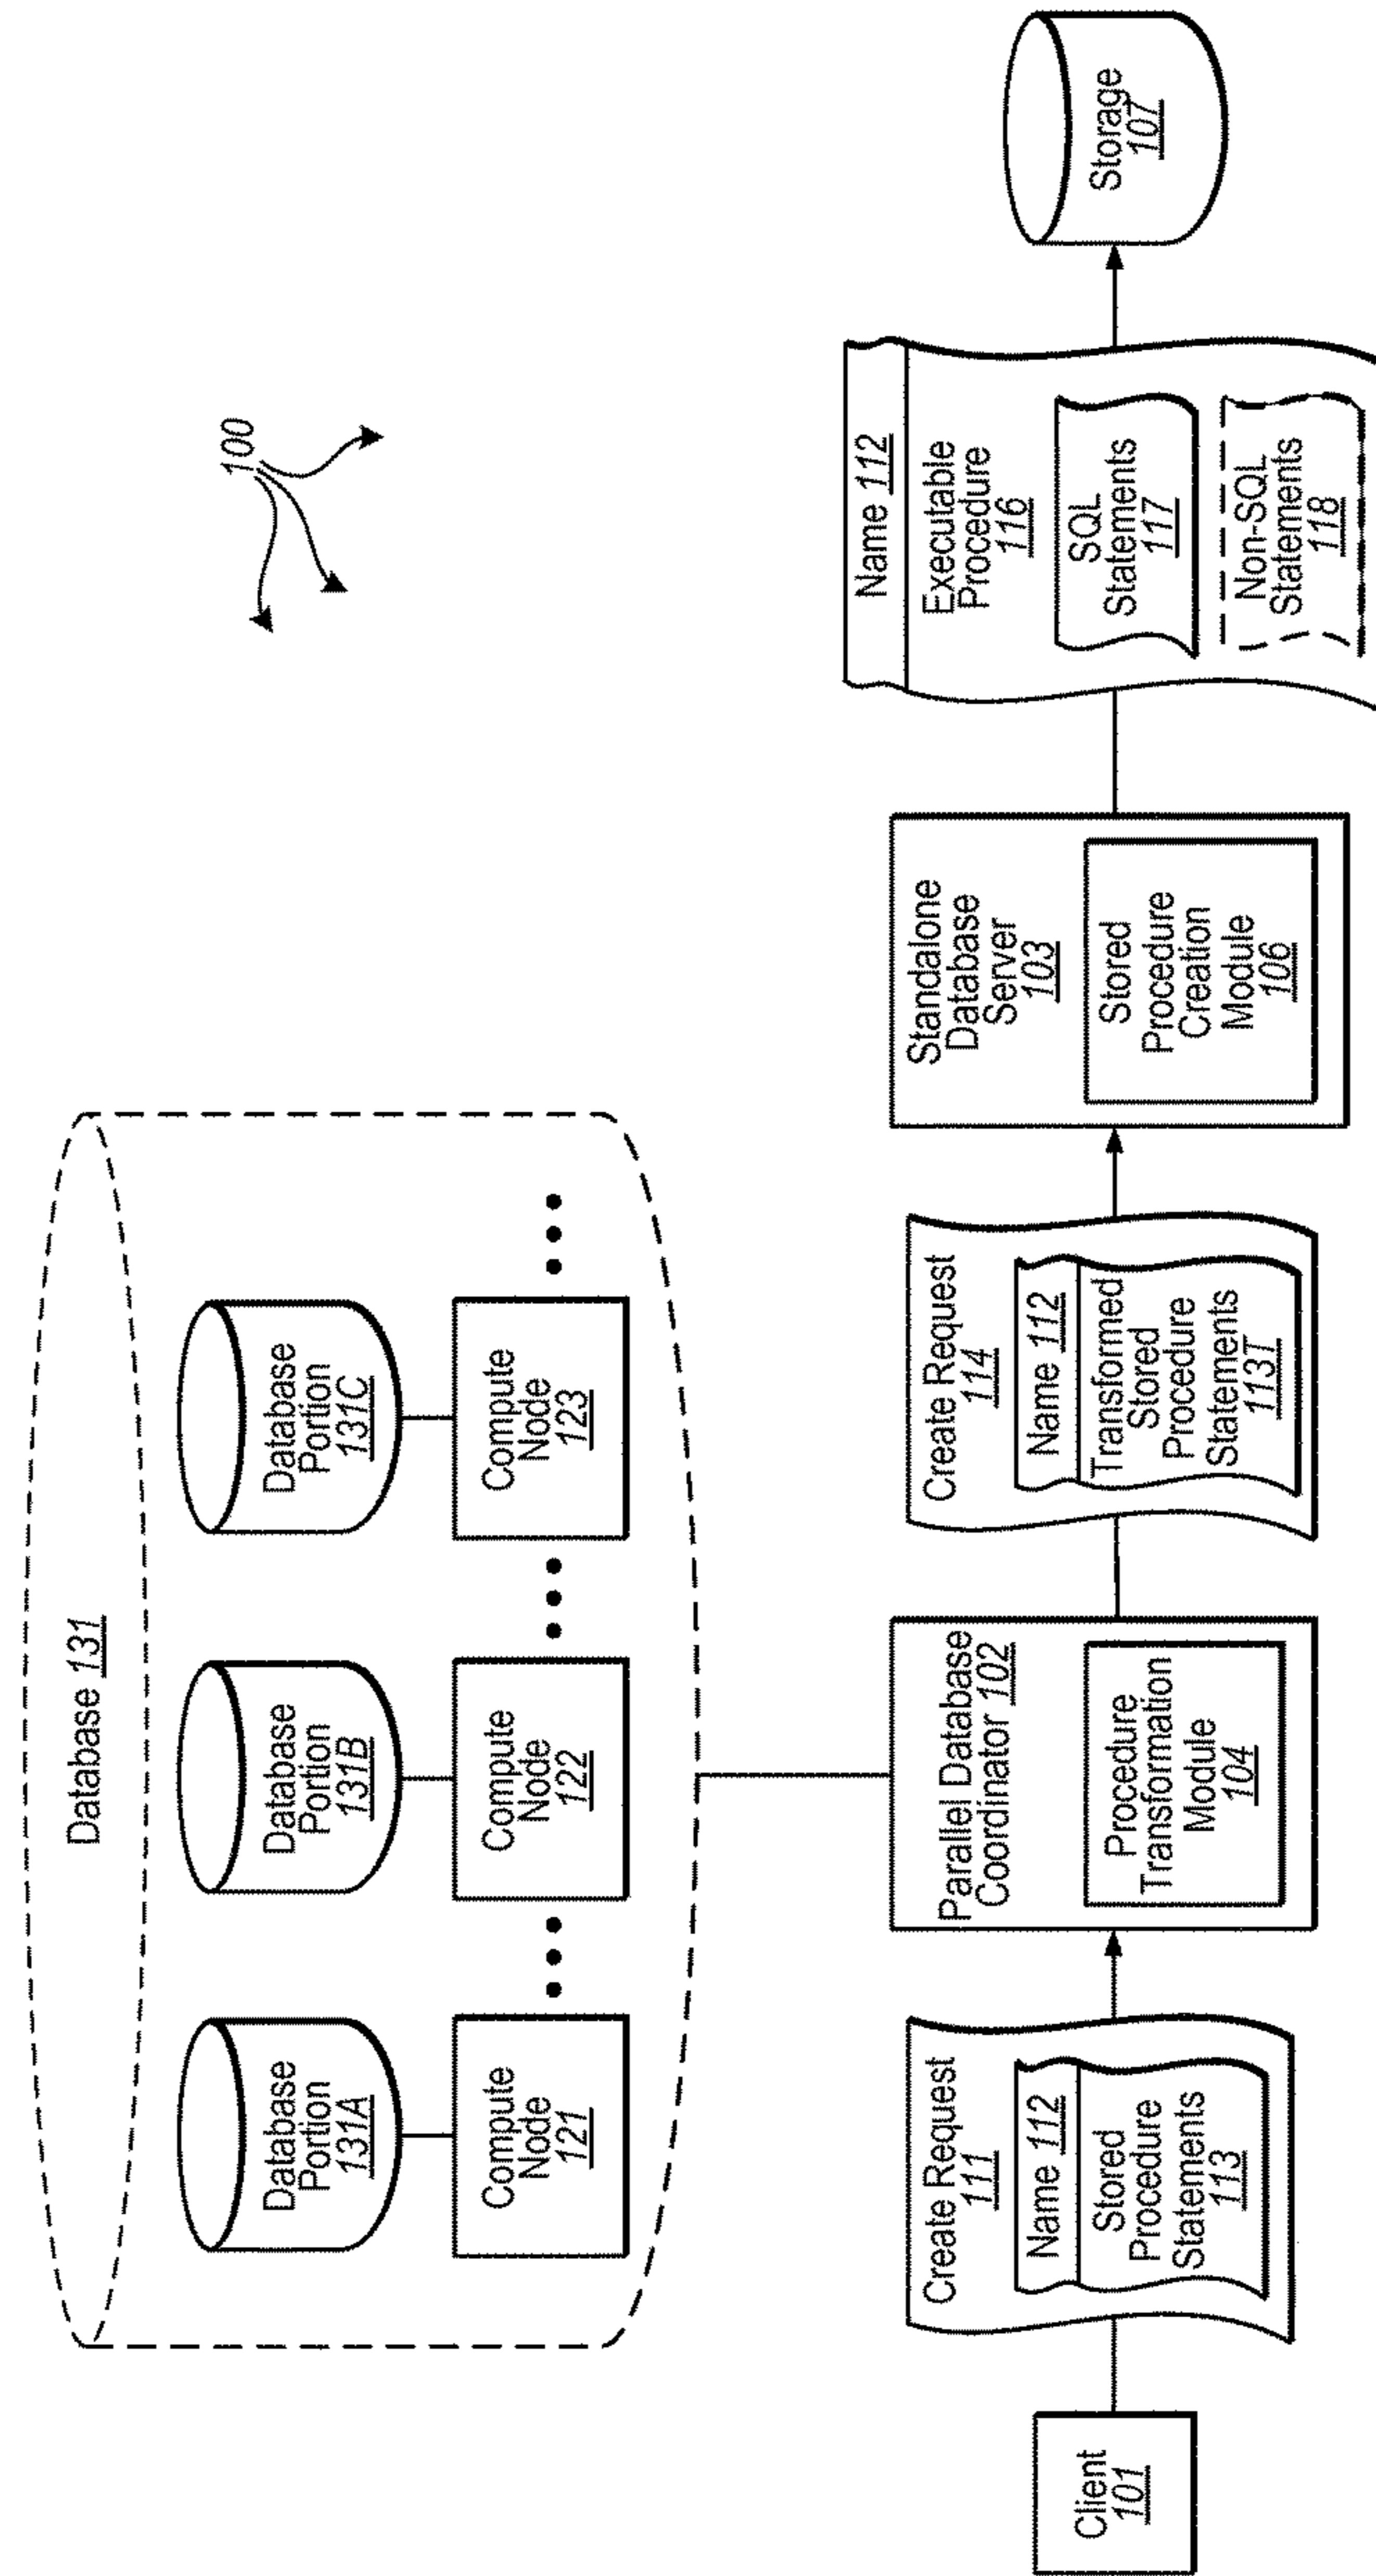 100
Database 131
Database
Portion
131A
Database
Portion
131B
Database
Portion
131C
Compute
Node
121
Compute
Node
122
Compute
Node
123
Client
101
Create Request
111
Name 112
Stored
Procedure
Statements
113
Parallel Database
Coordinator 102
Procedure
Transformation
Module
104
Create Request
114
Name 112
Transformed
Stored
Procedure
Statements
113T
Standalone
Database
Server
103
Stored
Procedure
Creation
Module
106
Name 112
Executable
Procedure
116
SQL
Statements
117
Non-SQL
Statements
118
Storage
107